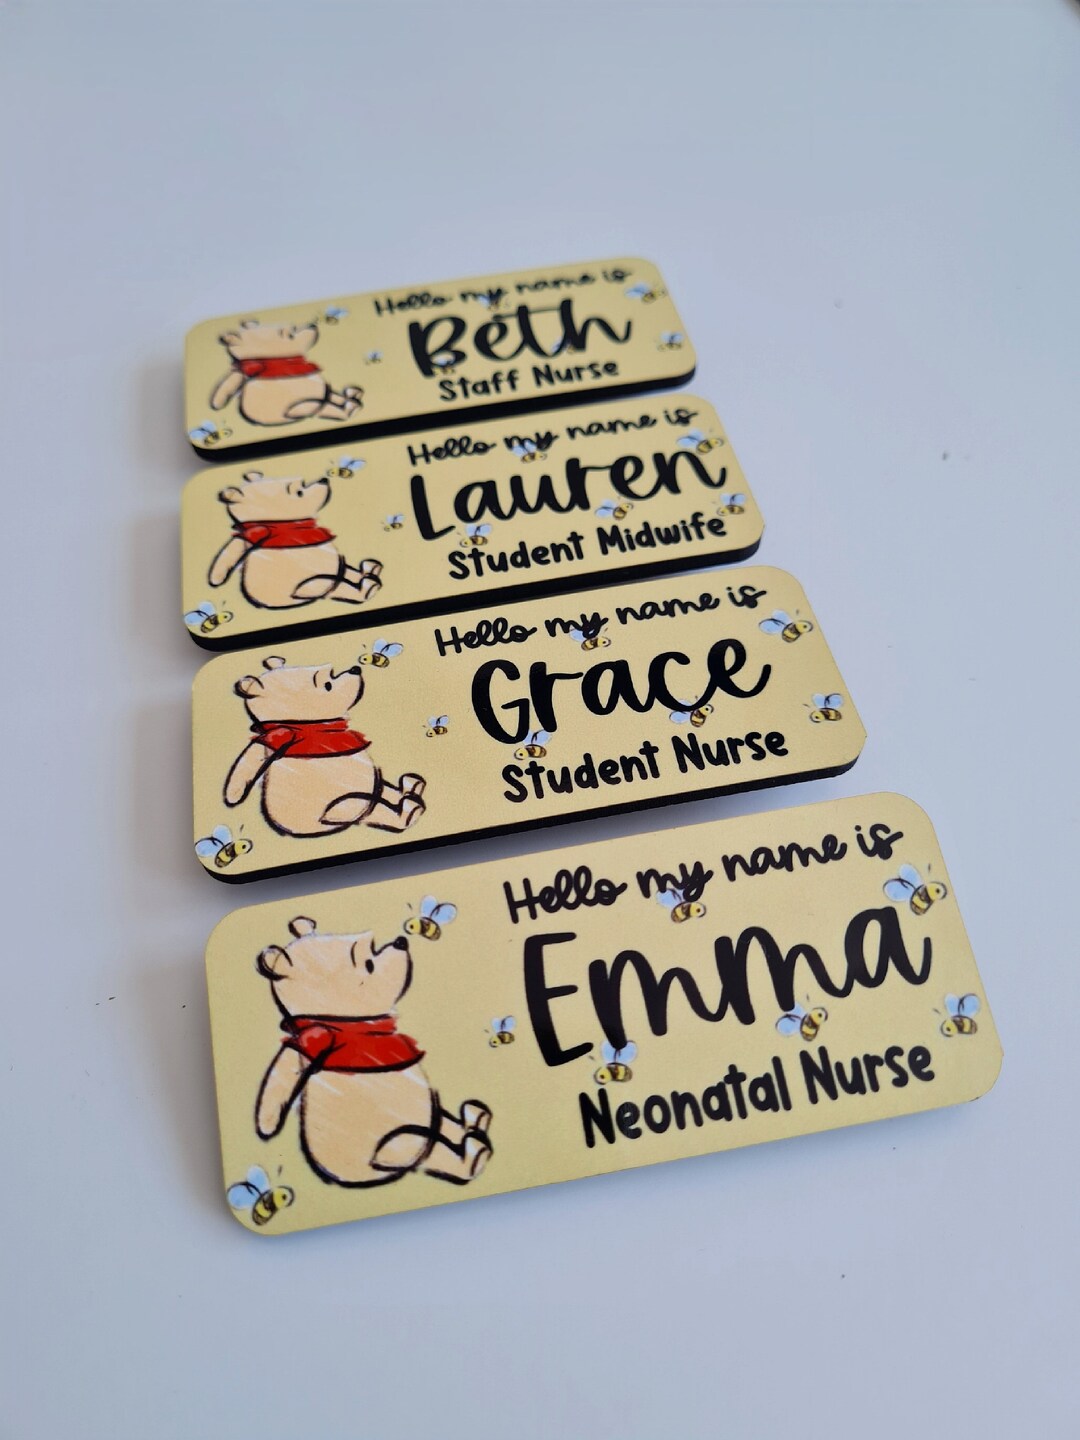 Hello my name is
Beth
Staff Nurse
Hello my name is
Lauren
Student Midwife
Hello my name is
Grace
Student Nurse
Hello my name is
Emma
Neonatal Nurse